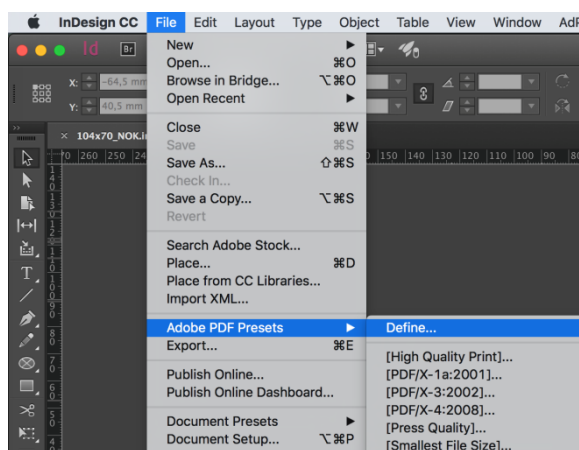 InDesign CC File Edit Layout Type Object Table View Window
Id Br
New
Open... ⌘O
Browse in Bridge... ⌥⌘O
Open Recent
X: -64,5 mm
Y: 40,5 mm
Close ⌘W
Save ⌘S
Save As... ⇧⌘S
Check In...
Save a Copy... ⌥⌘S
Revert
× 104x70_NOK.in
260 250 24
150 140 130 120 110 100 90 80
Search Adobe Stock...
Place... ⌘D
Place from CC Libraries...
Import XML...
Adobe PDF Presets
Export... ⌘E
Publish Online...
Publish Online Dashboard...
Document Presets
Document Setup... ⌥⌘P
Define...
[High Quality Print]...
[PDF/X-1a:2001]...
[PDF/X-3:2002]...
[PDF/X-4:2008]...
[Press Quality]...
[Smallest File Size]...